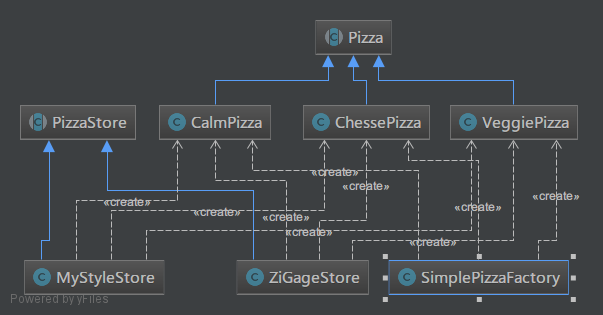 Pizza
PizzaStore
CalmPizza
ChessePizza
VeggiePizza
«create»
«create»
«create»
«create»
«create»
«create»
«create»
«create»
«create»
MyStyleStore
ZiGageStore
SimplePizzaFactory
Powered by yFiles